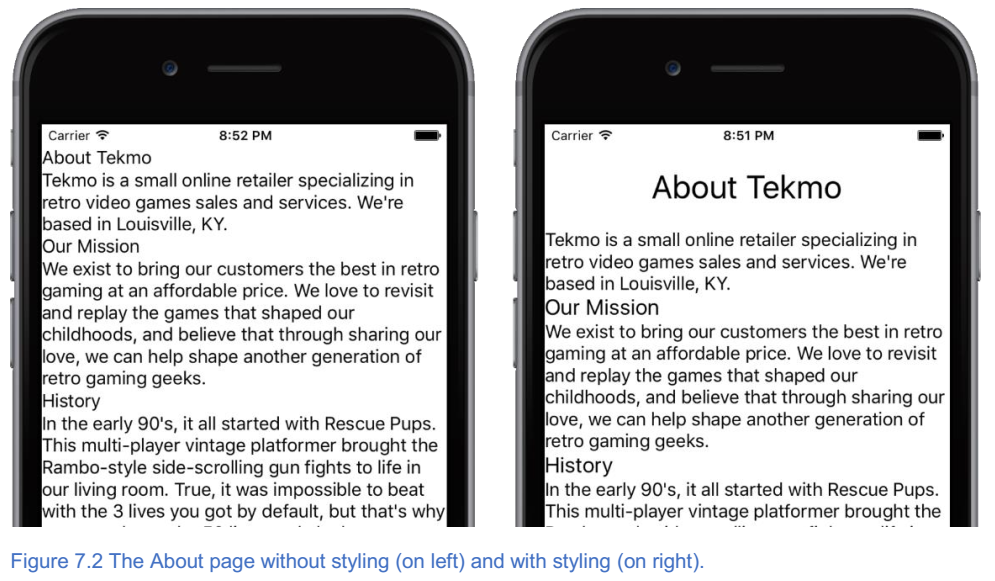 Carrier 8:52 PM
About Tekmo
Tekmo is a small online retailer specializing in
retro video games sales and services. We're
based in Louisville, KY.
Our Mission
We exist to bring our customers the best in retro
gaming at an affordable price. We love to revisit
and replay the games that shaped our
childhoods, and believe that through sharing our
love, we can help shape another generation of
retro gaming geeks.
History
In the early 90's, it all started with Rescue Pups.
This multi-player vintage platformer brought the
Rambo-style side-scrolling gun fights to life in
our living room. True, it was impossible to beat
with the 3 lives you got by default, but that's why
Carrier 8:51 PM
About Tekmo
Tekmo is a small online retailer specializing in
retro video games sales and services. We're
based in Louisville, KY.
Our Mission
We exist to bring our customers the best in retro
gaming at an affordable price. We love to revisit
and replay the games that shaped our
childhoods, and believe that through sharing our
love, we can help shape another generation of
retro gaming geeks.
History
In the early 90's, it all started with Rescue Pups.
This multi-player vintage platformer brought the
Figure 7.2 The About page without styling (on left) and with styling (on right).